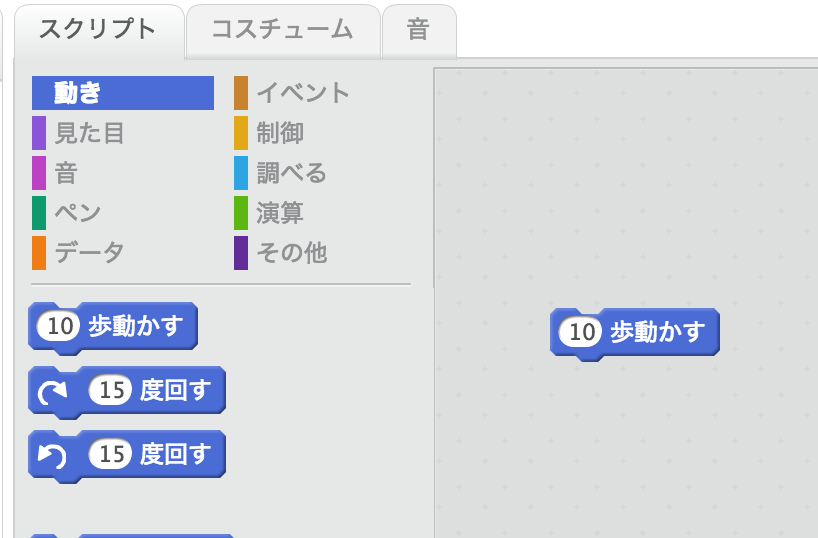 スクリプト コスチューム 音
動き イベント
見た目 制御
音 調べる
ペン 演算
データ その他
10 歩動かす
15 度回す
15 度回す
10 歩動かす